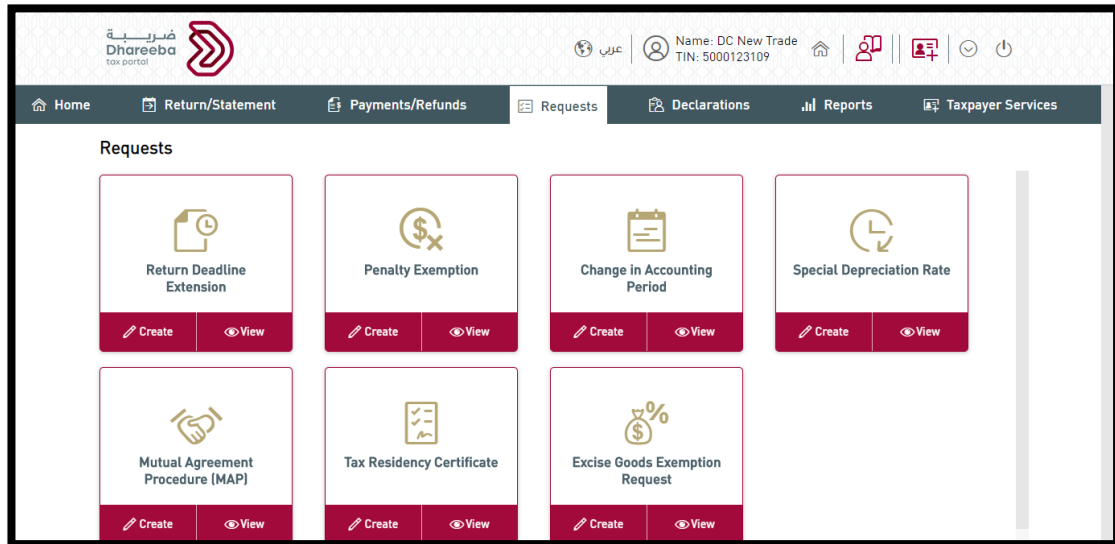 ضريبة
Dhareeba
tax portal
عربي
Name: DC New Trade
TIN: 5000123109
Home
Return/Statement
Payments/Refunds
Requests
Declarations
Reports
Taxpayer Services
Requests
Return Deadline
Extension
Create
View
Penalty Exemption
Create
View
Change in Accounting
Period
Create
View
Special Depreciation Rate
Create
View
Mutual Agreement
Procedure (MAP)
Create
View
Tax Residency Certificate
Create
View
Excise Goods Exemption
Request
Create
View